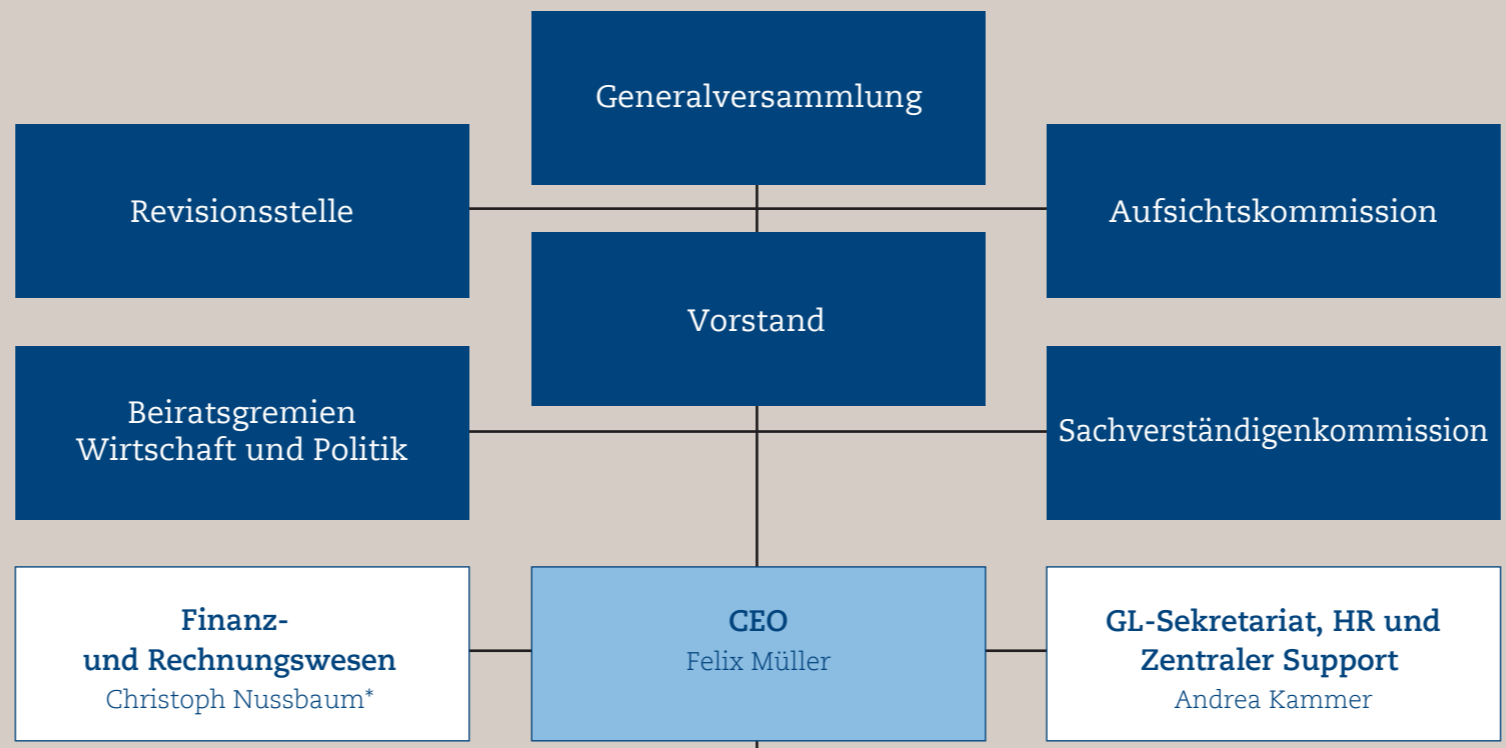 Generalversammlung
Revisionsstelle
Aufsichtskommission
Vorstand
Beiratsgremien
Wirtschaft und Politik
Sachverständigenkommission
Finanz-
und Rechnungswesen
Christoph Nussbaum*
CEO
Felix Müller
GL-Sekretariat, HR und
Zentraler Support
Andrea Kammer